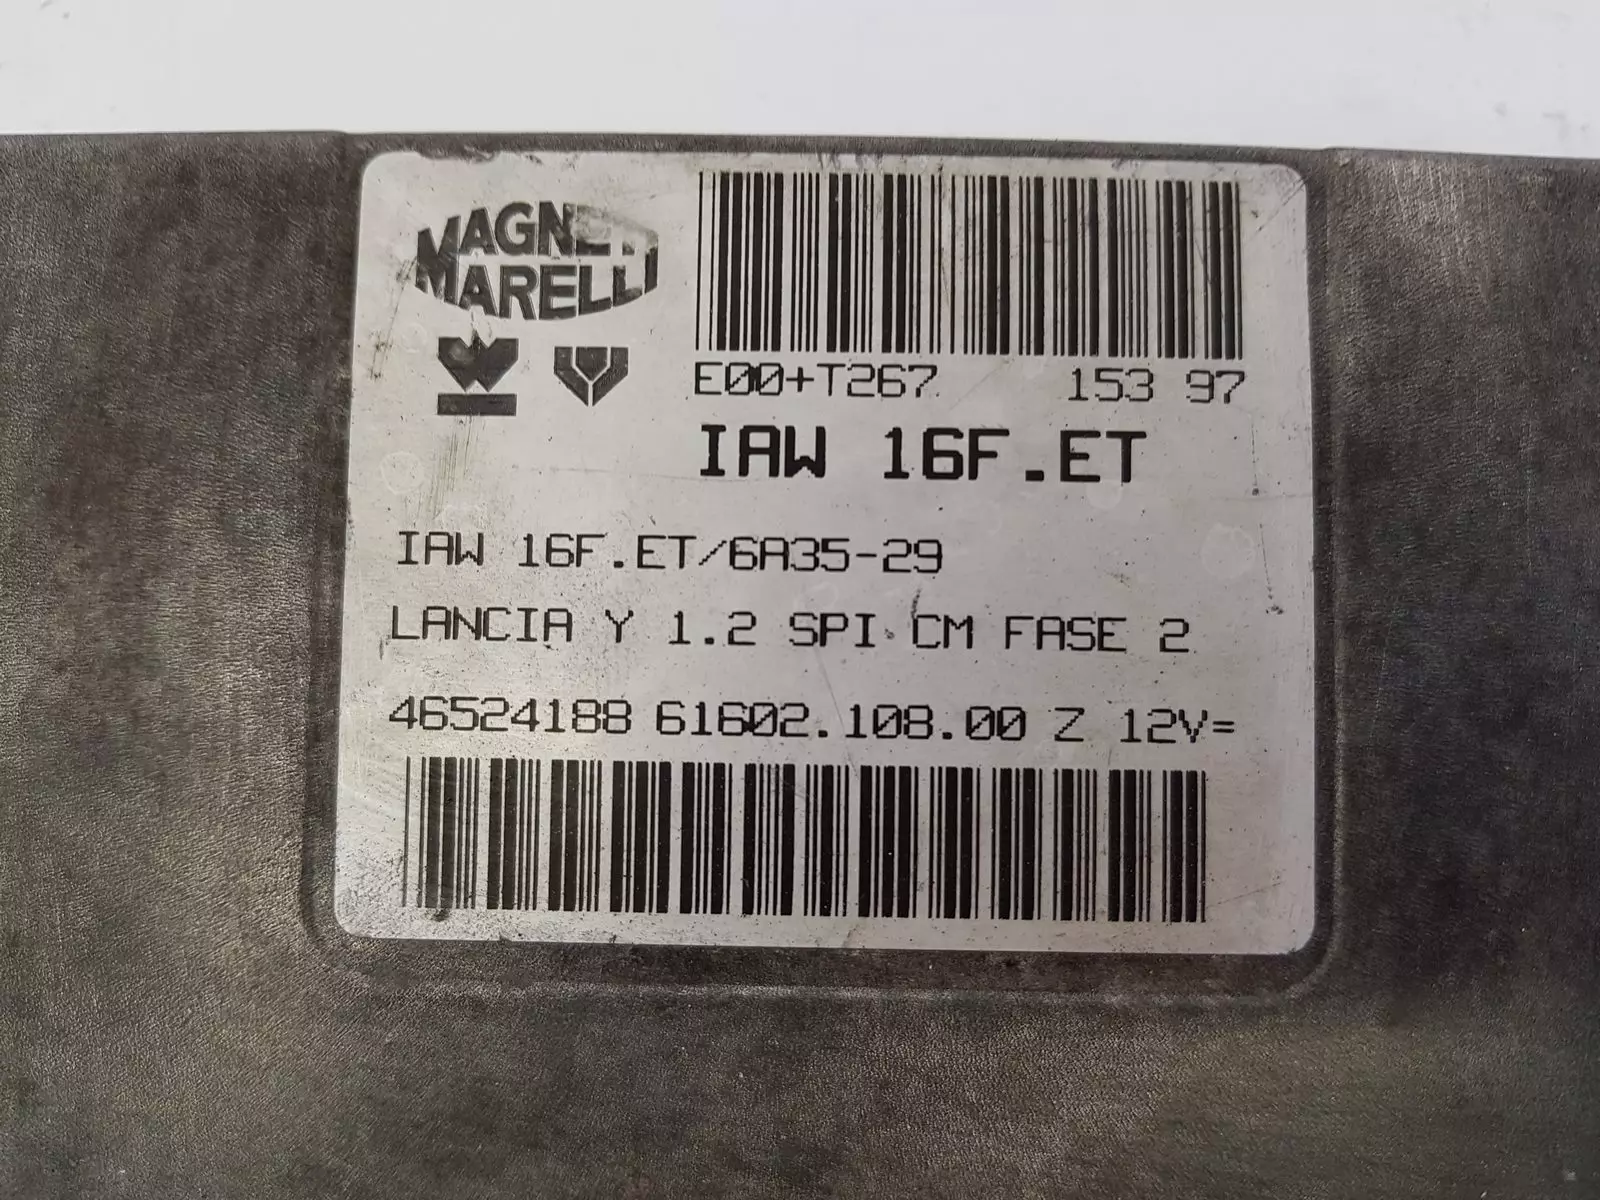 MAGNETI
MARELLI
E00+T267 153 97
IAW 16F.ET
IAW 16F.ET/6A35-29
LANCIA Y 1.2 SPI CM FASE 2
46524188 61602.108.00 Z 12V=